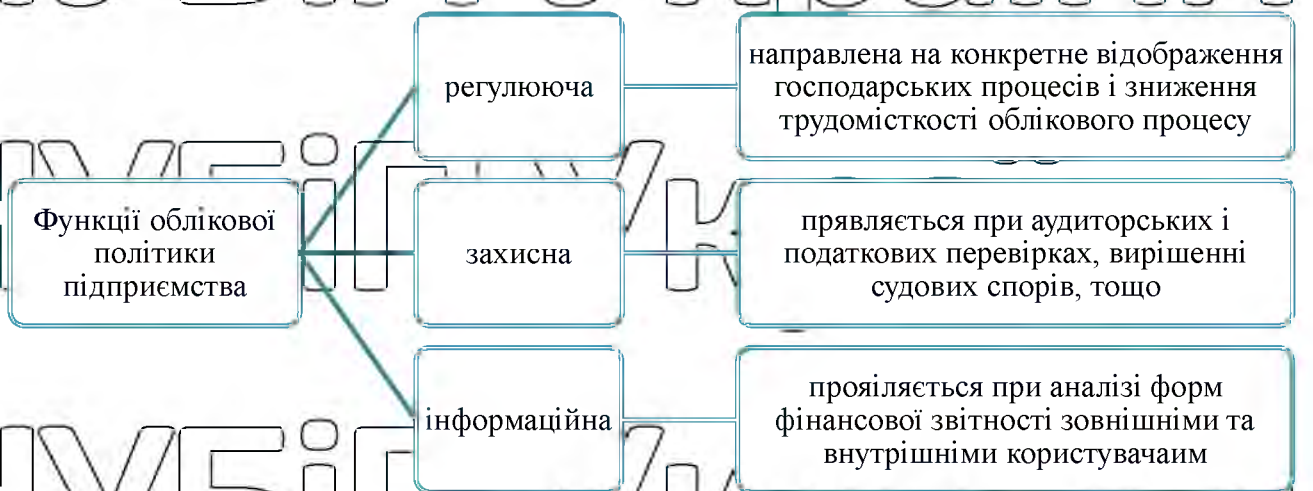 регулююча
направлена на конкретне відображення
господарських процесів і зниження
трудомісткості облікового процесу
Функції облікової
політики
підприємства
захисна
прявляється при аудиторських і
податкових перевірках, вирішенні
судових спорів, тощо
інформаційна
прояіляється при аналізі форм
фінансової звітності зовнішніми та
внутрішніми користувачаим